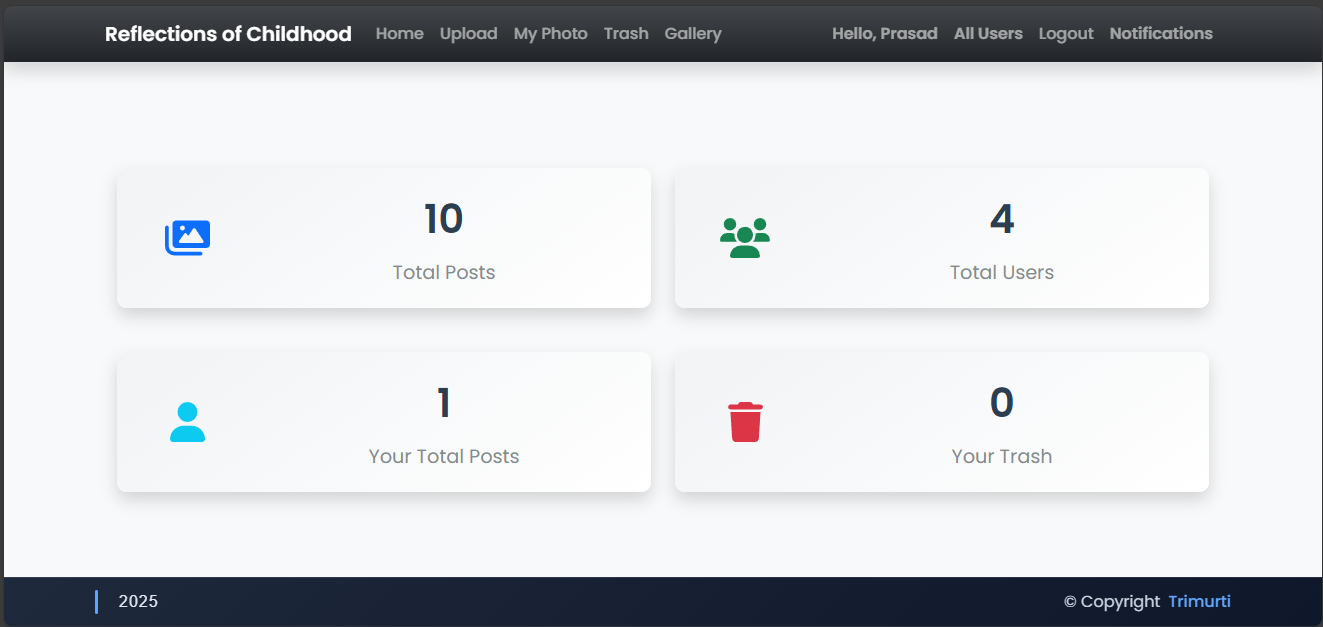 Reflections of Childhood Home Upload My Photo Trash Gallery Hello, Prasad All Users Logout Notifications
10
Total Posts
4
Total Users
1
Your Total Posts
0
Your Trash
2025
© Copyright Trimurti